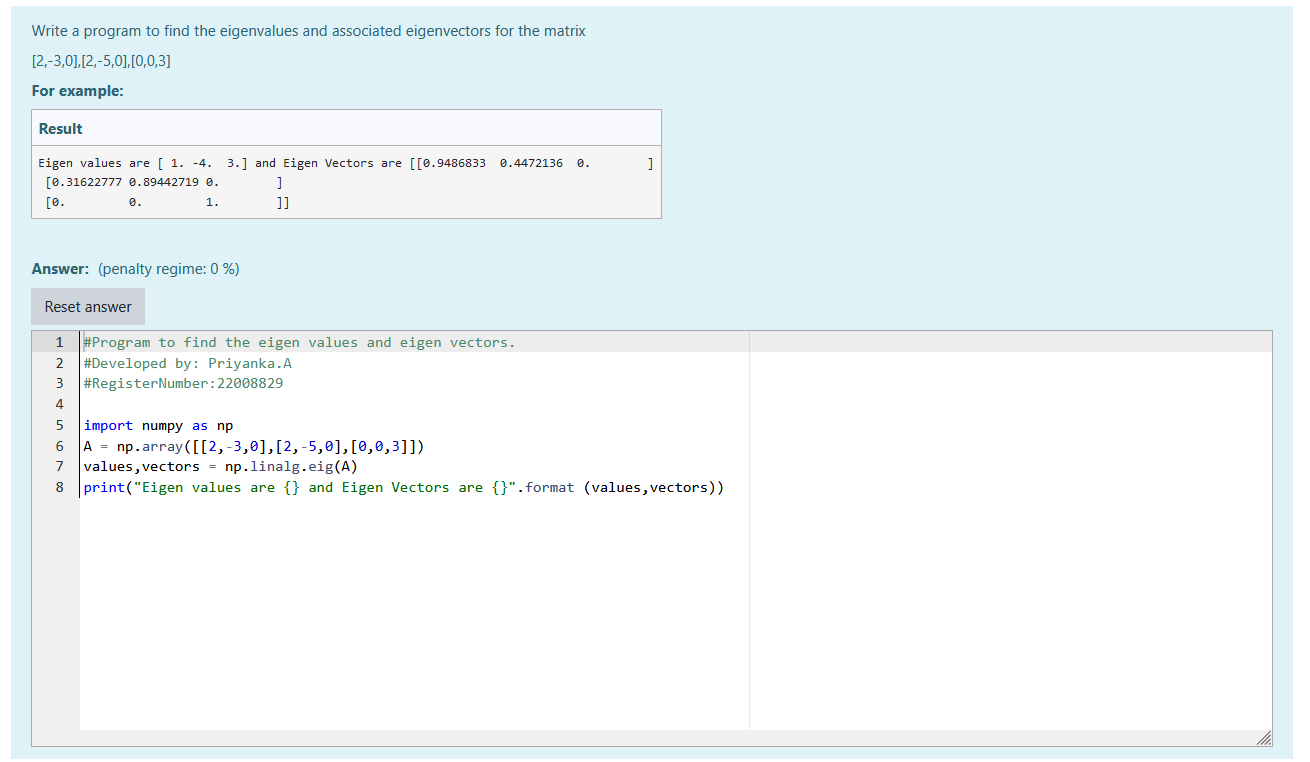 Write a program to find the eigenvalues and associated eigenvectors for the matrix
[2,-3,0],[2,-5,0],[0,0,3]
For example:
Result
Eigen values are [ 1. -4.  3.] and Eigen Vectors are [[0.9486833  0.4472136  0.        ]
 [0.31622777 0.89442719 0.        ]
 [0.         0.         1.        ]]
Answer: (penalty regime: 0 %)
Reset answer
1 #Program to find the eigen values and eigen vectors.
2 #Developed by: Priyanka.A
3 #RegisterNumber:22008829
4
5 import numpy as np
6 A = np.array([[2,-3,0],[2,-5,0],[0,0,3]])
7 values,vectors = np.linalg.eig(A)
8 print("Eigen values are {} and Eigen Vectors are {}".format (values,vectors))